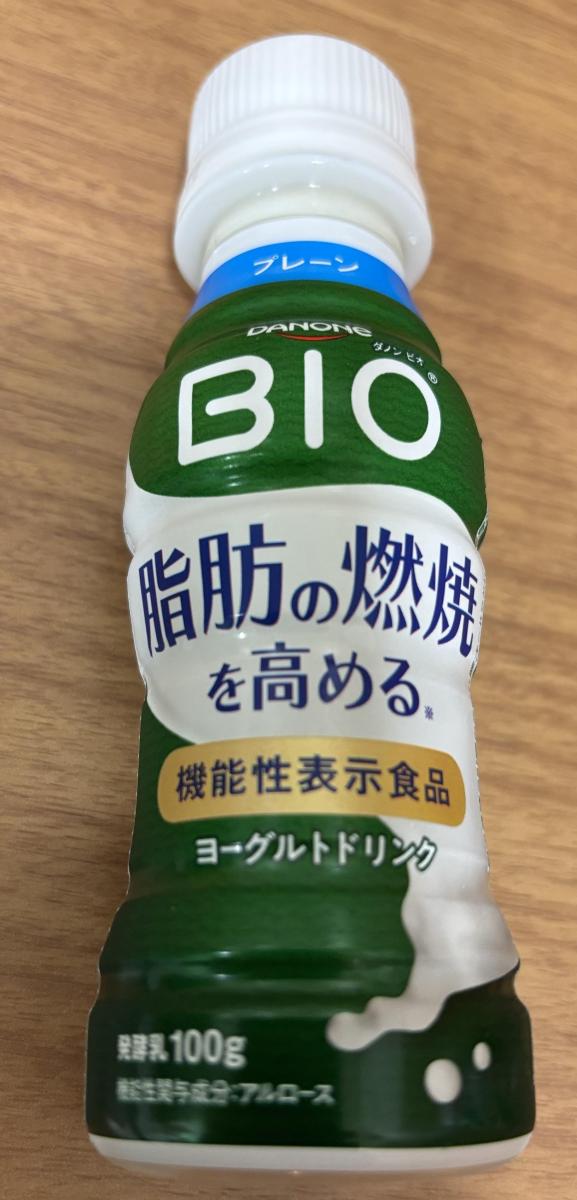 プレーン
DANONE
ダノン ビオ
BIO®
脂肪の燃焼
を高める※
機能性表示食品
ヨーグルトドリンク
発酵乳100g
機能性関与成分:アルロース